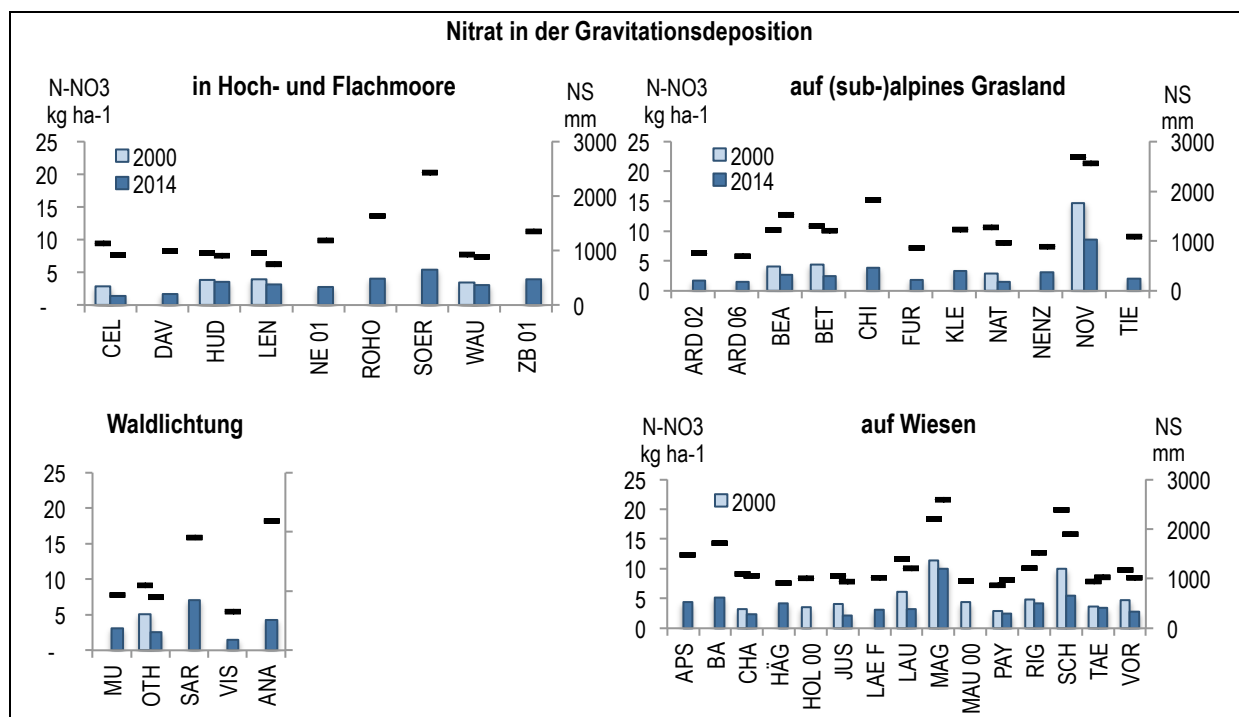 Nitrat in der Gravitationsdeposition
in Hoch- und Flachmoore
N-NO3
kg ha-1
NS
mm
25
20
15
10
5
-
3000
2000
1000
0
2000
2014
CEL
DAV
HUD
LEN
NE 01
ROHO
SOER
WAU
ZB 01
auf (sub-)alpines Grasland
N-NO3
kg ha-1
NS
mm
25
20
15
10
5
0
3000
2000
1000
0
2000
2014
ARD 02
ARD 06
BEA
BET
CHI
FUR
KLE
NAT
NENZ
NOV
TIE
Waldlichtung
25
20
15
10
5
-
MU
OTH
SAR
VIS
ANA
auf Wiesen
N-NO3
kg ha-1
NS
mm
25
20
15
10
5
0
3000
2000
1000
0
2000
APS
BA
CHA
HÄG
HOL 00
JUS
LAE F
LAU
MAG
MAU 00
PAY
RIG
SCH
TAE
VOR